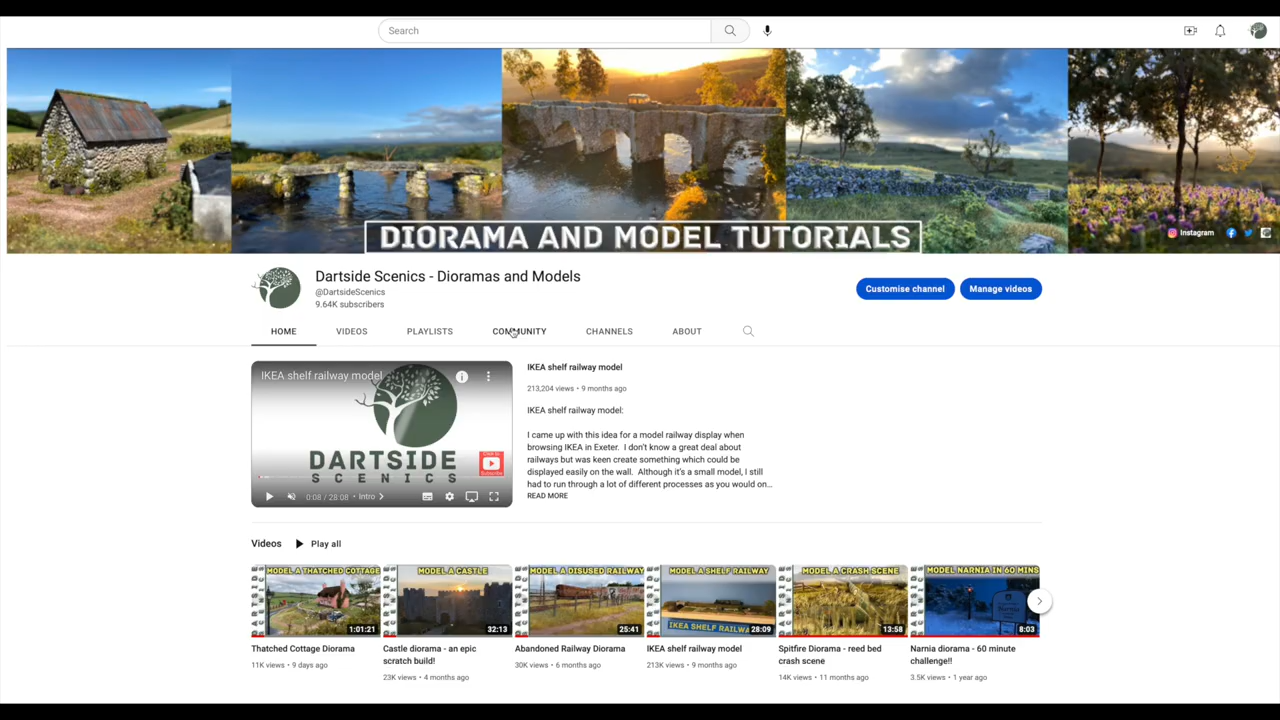 Search
DIORAMA AND MODEL TUTORIALS
Instagram
Dartside Scenics - Dioramas and Models
@DartsideScenics
9.64K subscribers
Customise channel
Manage videos
HOME
VIDEOS
PLAYLISTS
COMMUNITY
CHANNELS
ABOUT
IKEA shelf railway model
DARTSIDE
SCENICS
Subscribe
0:08 / 28:08 • Intro
IKEA shelf railway model
213,204 views • 9 months ago
IKEA shelf railway model:
I came up with this idea for a model railway display when
browsing IKEA in Exeter. I don't know a great deal about
railways but was keen create something which could be
displayed easily on the wall. Although it's a small model, I still
had to run through a lot of different processes as you would on...
READ MORE
Videos
Play all
MODEL A THATCHED COTTAGE
1:01:21
Thatched Cottage Diorama
11K views • 9 days ago
MODEL A CASTLE
32:13
Castle diorama - an epic
scratch build!
23K views • 4 months ago
MODEL A DISUSED RAILWAY
25:41
Abandoned Railway Diorama
30K views • 6 months ago
MODEL A SHELF RAILWAY
IKEA SHELF RAILWAY
28:09
IKEA shelf railway model
213K views • 9 months ago
MODEL A CRASH SCENE
13:58
Spitfire Diorama - reed bed
crash scene
14K views • 11 months ago
MODEL NARNIA IN 60 MINS
8:03
Narnia diorama - 60 minute
challenge!!
3.5K views • 1 year ago